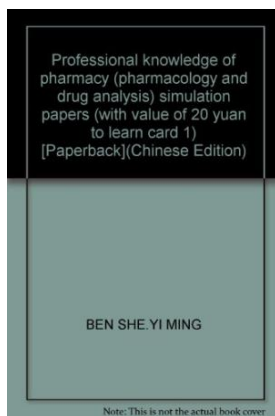 Professional knowledge of
pharmacy (pharmacology and
drug analysis) simulation
papers (with value of 20 yuan
to learn card 1)
[Paperback](Chinese Edition)
BEN SHE.YI MING
Note: This is not the actual book cover